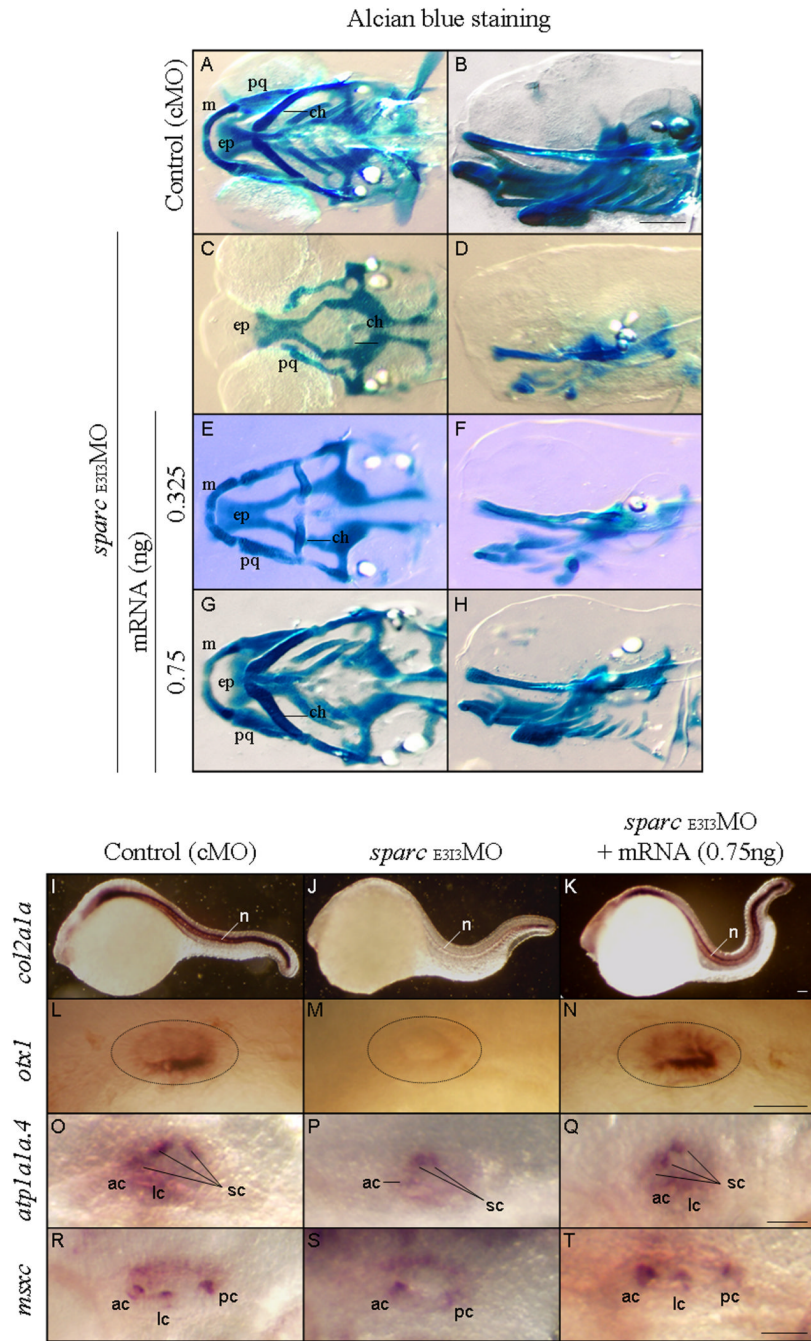 Alcian blue staining
Control (cMO)
A
m
pq
ch
ep
B
sparc E3I3MO
C
ep
pq
ch
D
mRNA (ng)
0.325
E
m
ep
pq
ch
F
0.75
G
m
ep
pq
ch
H
Control (cMO)
sparc E3I3MO
sparc E3I3MO
+ mRNA (0.75ng)
col2a1a
I
n
J
n
K
n
otx1
L
M
N
atp1a1a.4
O
ac
lc
sc
P
ac
sc
Q
ac
lc
sc
msxc
R
ac
lc
pc
S
ac
pc
T
ac
lc
pc